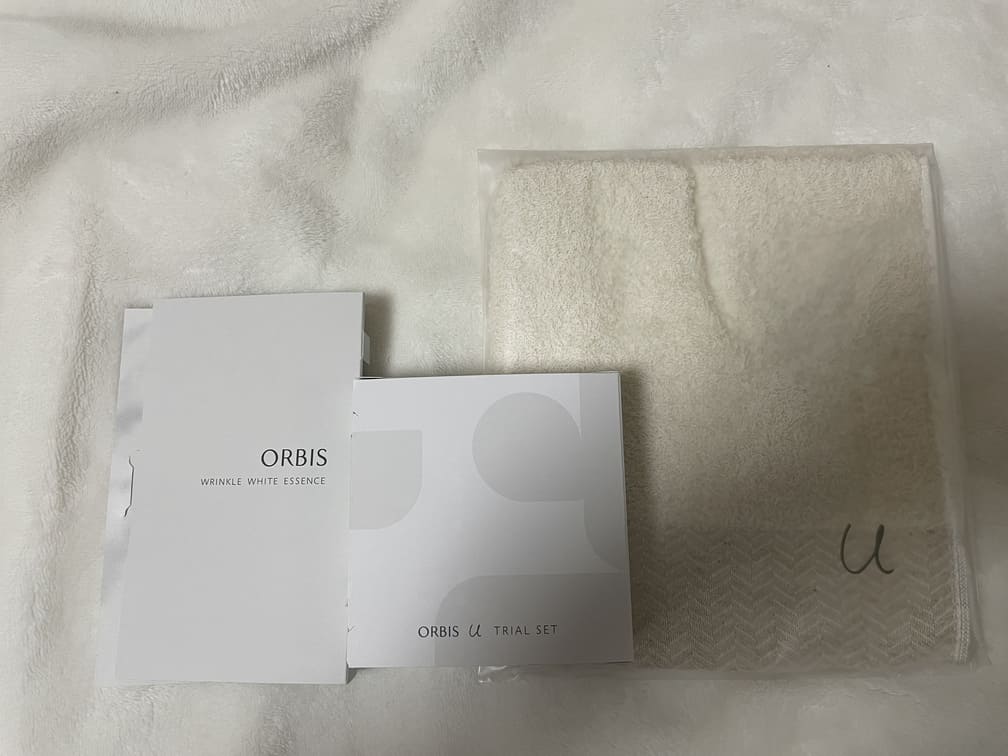 ORBIS
WRINKLE WHITE ESSENCE
ORBIS u TRIAL SET
u